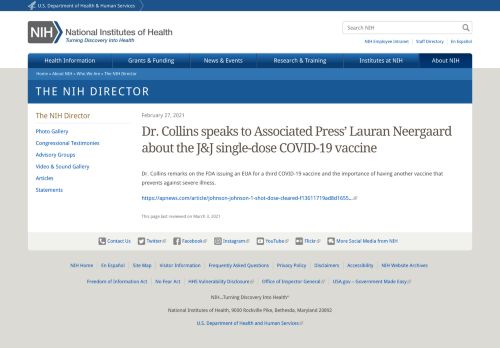 U.S. Department of Health & Human Services
NIH National Institutes of Health
Turning Discovery Into Health
Search NIH
NIH Employee Intranet | Staff Directory | En Español
Health Information | Grants & Funding | News & Events | Research & Training | Institutes at NIH | About NIH
Home » About NIH » Who We Are » The NIH Director
THE NIH DIRECTOR
The NIH Director
Photo Gallery
Congressional Testimonies
Advisory Groups
Video & Sound Gallery
Articles
Statements
February 27, 2021
Dr. Collins speaks to Associated Press’ Lauran Neergaard
about the J&J single-dose COVID-19 vaccine
Dr. Collins remarks on the FDA issuing an EUA for a third COVID-19 vaccine and the importance of having another vaccine that
prevents against severe illness.
https://apnews.com/article/johnson-johnson-1-shot-dose-cleared-f13611719ad8d1655...
This page last reviewed on March 3, 2021
Contact Us Twitter Facebook Instagram YouTube Flickr More Social Media from NIH
NIH Home | En Español | Site Map | Visitor Information | Frequently Asked Questions | Privacy Policy | Disclaimers | Accessibility | NIH Website Archives
Freedom of Information Act | No Fear Act | HHS Vulnerability Disclosure | Office of Inspector General | USA.gov – Government Made Easy
NIH...Turning Discovery Into Health®
National Institutes of Health, 9000 Rockville Pike, Bethesda, Maryland 20892
U.S. Department of Health and Human Services